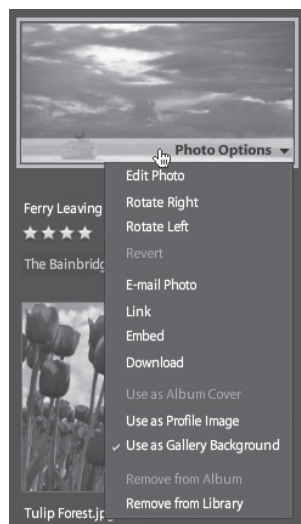 Photo Options
Edit Photo
Rotate Right
Ferry Leaving
Rotate Left
Revert
The Bainbridg
E-mail Photo
Link
Embed
Download
Use as Album Cover
Use as Profile Image
Use as Gallery Background
Remove from Album
Remove from Library
Tulip Forest.jpg